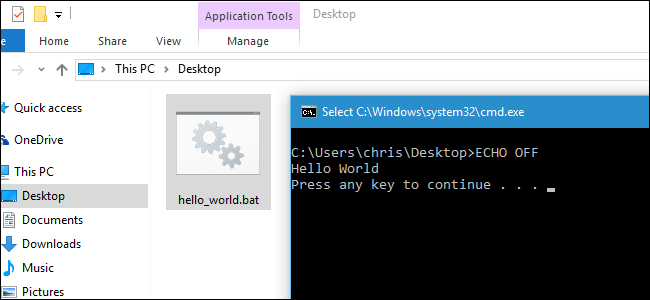 Application Tools
Desktop
File
Home
Share
View
Manage
This PC
Desktop
Quick access
OneDrive
This PC
Desktop
Documents
Downloads
Music
Pictures
hello_world.bat
C:\. Select C:\Windows\system32\cmd.exe
C:\Users\chris\Desktop>ECHO OFF
Hello World
Press any key to continue . . .